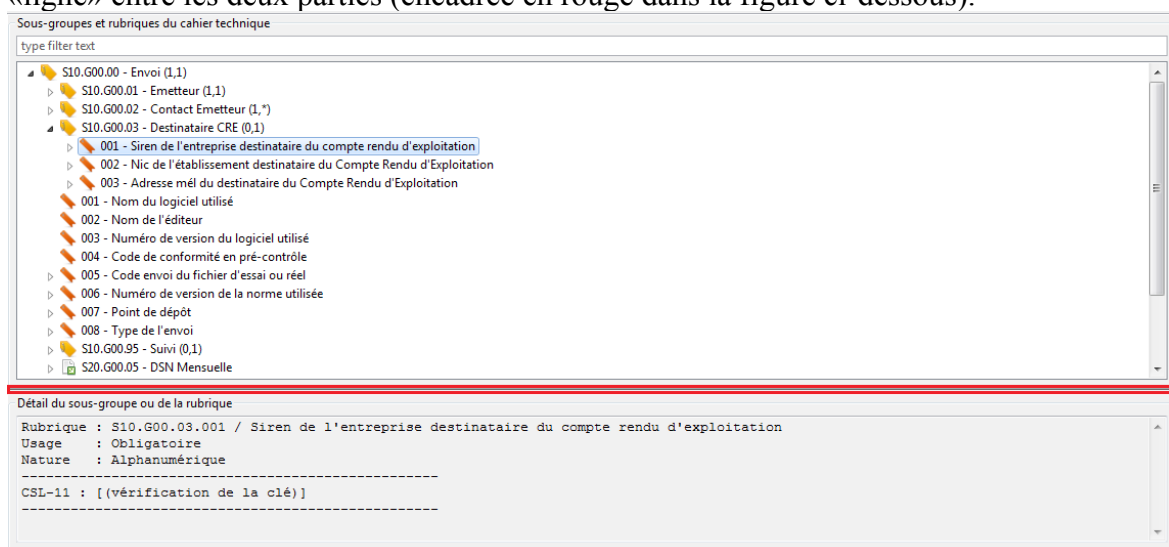 «ligne» entre les deux parties (encadrée en rouge dans la figure ci-dessous).
Sous-groupes et rubriques du cahier technique
type filter text
S10.G00.00 - Envoi (1,1)
S10.G00.01 - Emetteur (1,1)
S10.G00.02 - Contact Emetteur (1,*)
S10.G00.03 - Destinataire CRE (0,1)
001 - Siren de l'entreprise destinataire du compte rendu d'exploitation
002 - Nic de l'établissement destinataire du Compte Rendu d'Exploitation
003 - Adresse mél du destinataire du Compte Rendu d'Exploitation
001 - Nom du logiciel utilisé
002 - Nom de l'éditeur
003 - Numéro de version du logiciel utilisé
004 - Code de conformité en pré-contrôle
005 - Code envoi du fichier d'essai ou réel
006 - Numéro de version de la norme utilisée
007 - Point de dépôt
008 - Type de l'envoi
S10.G00.95 - Suivi (0,1)
S20.G00.05 - DSN Mensuelle
Détail du sous-groupe ou de la rubrique
Rubrique : S10.G00.03.001 / Siren de l'entreprise destinataire du compte rendu d'exploitation
Usage : Obligatoire
Nature : Alphanumérique
----------------------------------------------------
CSL-11 : [(vérification de la clé)]
----------------------------------------------------